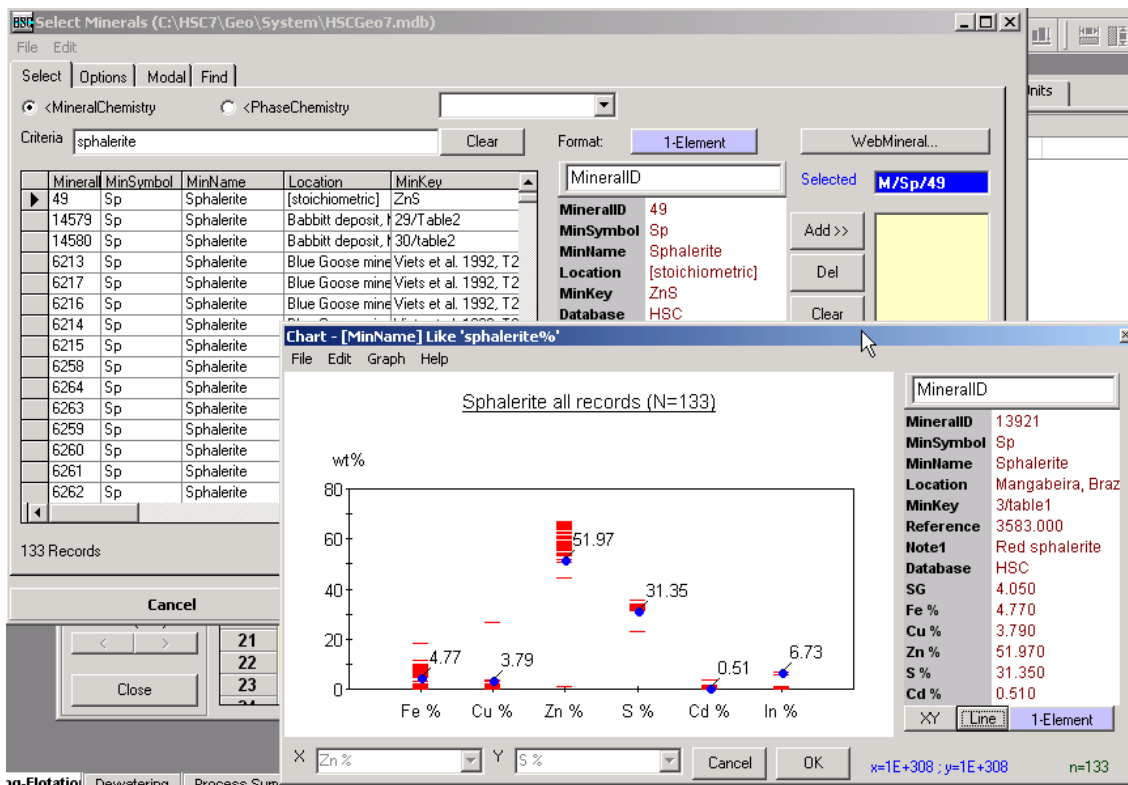 HSC Select Minerals (C:\HSC7\Geo\System\HSCGeo7.mdb)
File Edit
Select Options Modal Find
<MineralChemistry <PhaseChemistry
Criteria sphalerite Clear Format: 1-Element WebMineral...
Mineral MinSymbol MinName Location MinKey
49 Sp Sphalerite [stoichiometric] ZnS
14579 Sp Sphalerite Babbitt deposit, 29/Table2
14580 Sp Sphalerite Babbitt deposit, 30/table2
6213 Sp Sphalerite Blue Goose mine Viets et al. 1992, T2
6217 Sp Sphalerite Blue Goose mine Viets et al. 1992, T2
6216 Sp Sphalerite Blue Goose mine Viets et al. 1992, T2
6214 Sp Sphalerite
6215 Sp Sphalerite
6258 Sp Sphalerite
6264 Sp Sphalerite
6263 Sp Sphalerite
6259 Sp Sphalerite
6260 Sp Sphalerite
6261 Sp Sphalerite
6262 Sp Sphalerite
133 Records
Cancel
MineralID
MineralID 49
MinSymbol Sp
MinName Sphalerite
Location [stoichiometric]
MinKey ZnS
Database HSC
Selected M/Sp/49
Add >>
Del
Clear
Units
< >
Close
21
22
23
Chart - [MinName] Like 'sphalerite%'
File Edit Graph Help
Sphalerite all records (N=133)
wt%
80
60
40
20
0
51.97
31.35
4.77
3.79
0.51
6.73
Fe % Cu % Zn % S % Cd % In %
MineralID
MineralID 13921
MinSymbol Sp
MinName Sphalerite
Location Mangabeira, Braz
MinKey 3/table1
Reference 3583.000
Note1 Red sphalerite
Database HSC
SG 4.050
Fe % 4.770
Cu % 3.790
Zn % 51.970
S % 31.350
Cd % 0.510
XY Line 1-Element
X Zn % Y S % Cancel OK x=1E+308 ; y=1E+308 n=133
ng-Flotation Dewatering Process Sum